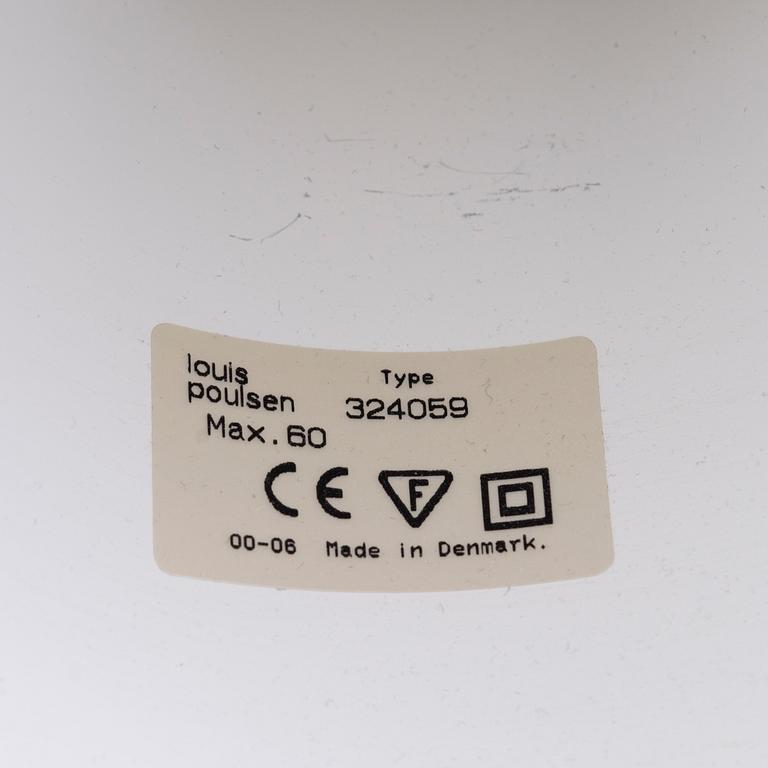 louis
poulsen
Type
324059
Max.60
CE F
00-06 Made in Denmark.